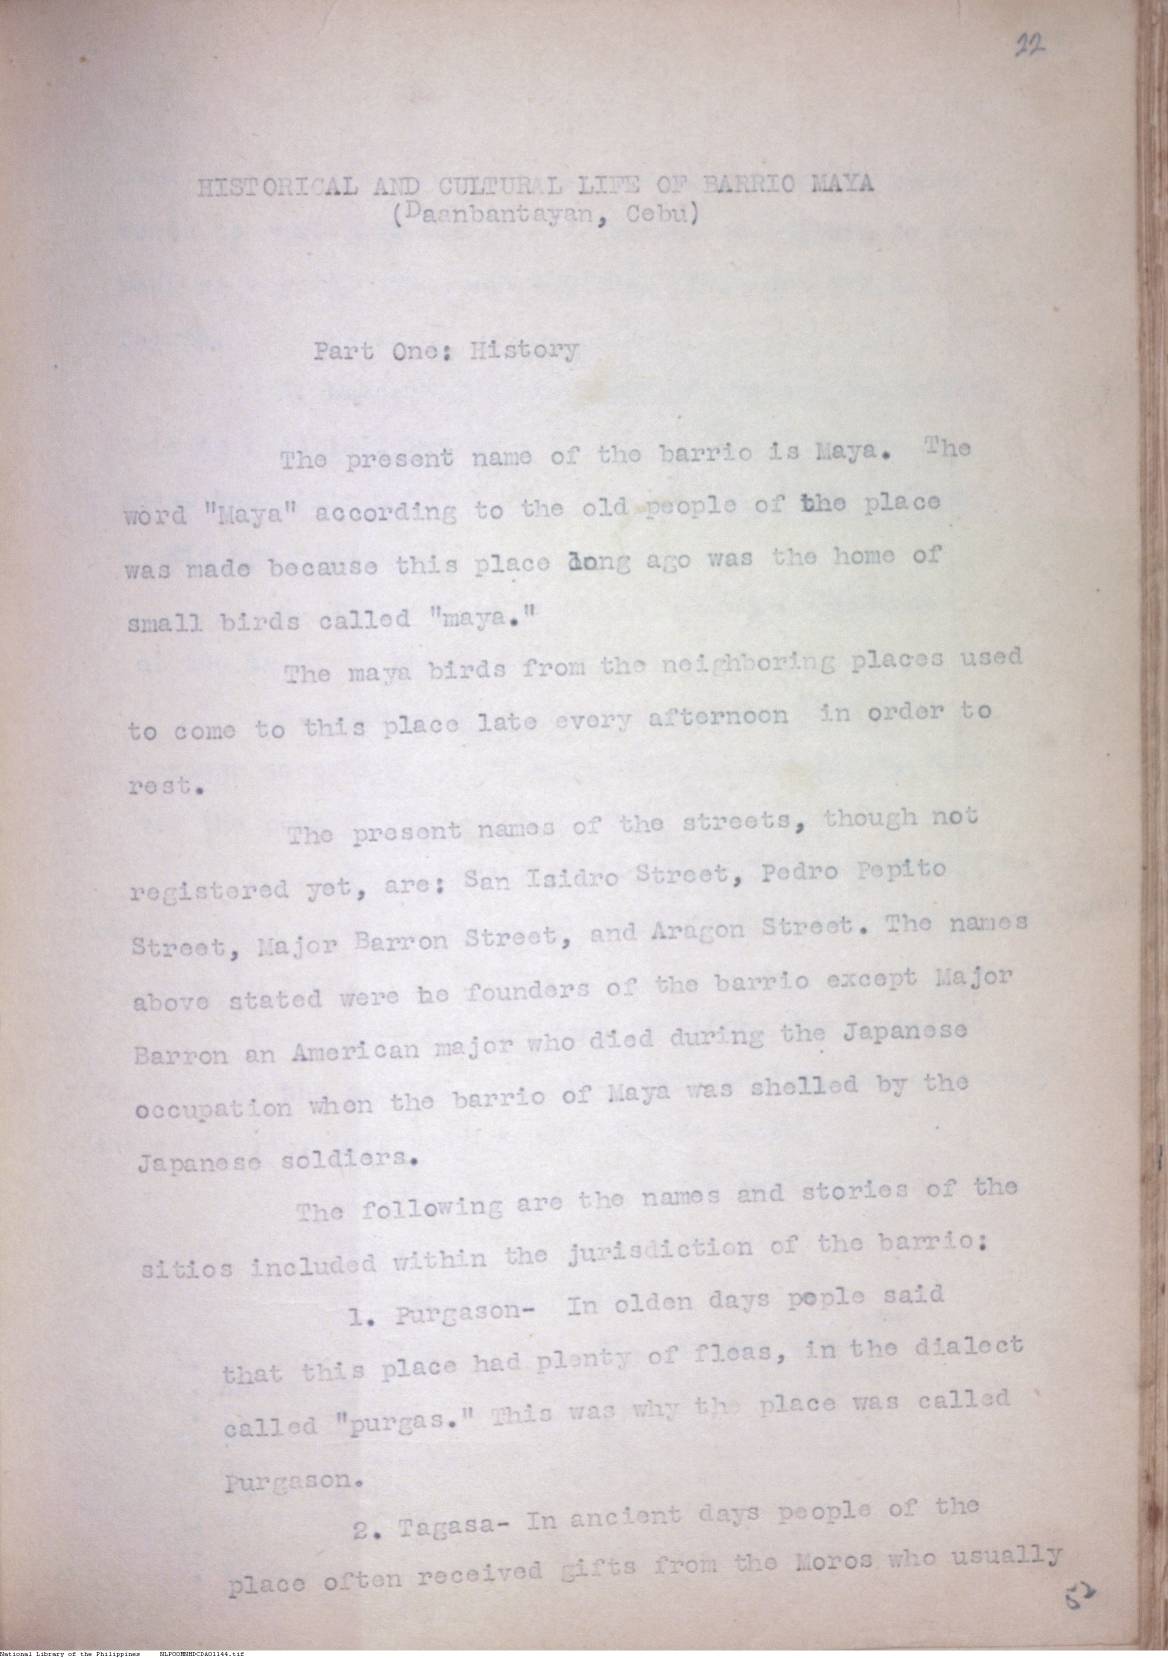 22
HISTORICAL AND CULTURAL LIFE OF BARRIO MAYA
(Daanbantayan, Cebu)
Part One: History
The present name of the barrio is Maya. The
word "Maya" according to the old people of the place
was made because this place long ago was the home of
small birds called "maya."
The maya birds from the neighboring places used
to come to this place late every afternoon in order to
rest.
The present names of the streets, though not
registered yet, are: San Isidro Street, Pedro Pepito
Street, Major Barron Street, and Aragon Street. The names
above stated were he founders of the barrio except Major
Barron an American major who died during the Japanese
occupation when the barrio of Maya was shelled by the
Japanese soldiers.
The following are the names and stories of the
sitios included within the jurisdiction of the barrio:
1. Purgason- In olden days pople said
that this place had plenty of fleas, in the dialect
called "purgas." This was why the place was called
Purgason.
2. Tagasa- In ancient days people of the
place often received gifts from the Moros who usually
52
National Library of the Philippines NLPOOMNHDCDA01144.tif